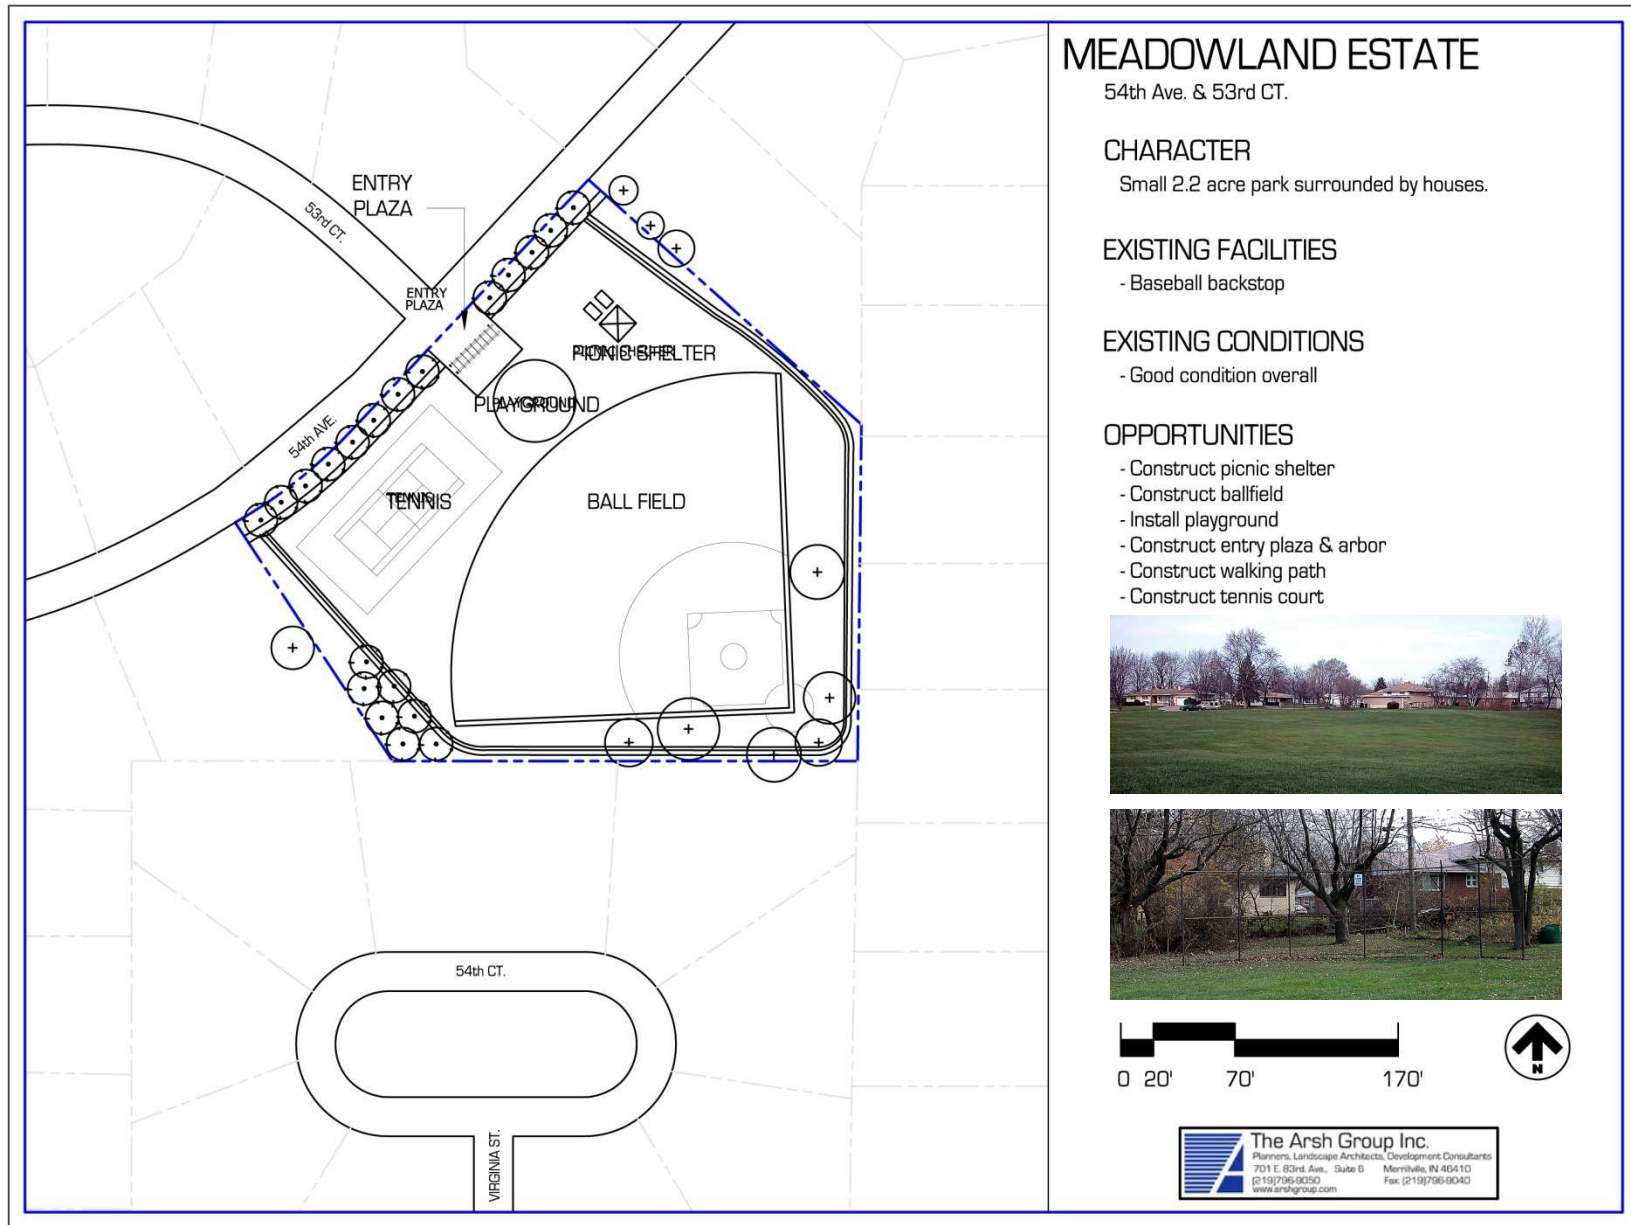 MEADOWLAND ESTATE
54th Ave. & 53rd CT.
CHARACTER
Small 2.2 acre park surrounded by houses.
EXISTING FACILITIES
- Baseball backstop
EXISTING CONDITIONS
- Good condition overall
OPPORTUNITIES
- Construct picnic shelter
- Construct ballfield
- Install playground
- Construct entry plaza & arbor
- Construct walking path
- Construct tennis court
ENTRY
PLAZA
53rd CT.
ENTRY
PLAZA
PICNIC SHELTER
PICNIC SHELTER
PLAYGROUND
PLAYGROUND
54th AVE.
TENNIS
TENNIS
BALL FIELD
54th CT.
VIRGINIA ST.
0 20' 70' 170'
N
The Arsh Group Inc.
Planners, Landscape Architects, Development Consultants
701 E. 83rd. Ave., Suite 6 Merrillville, IN 46410
(219)796-9050 Fax: (219)796-9040
www.arshgroup.com